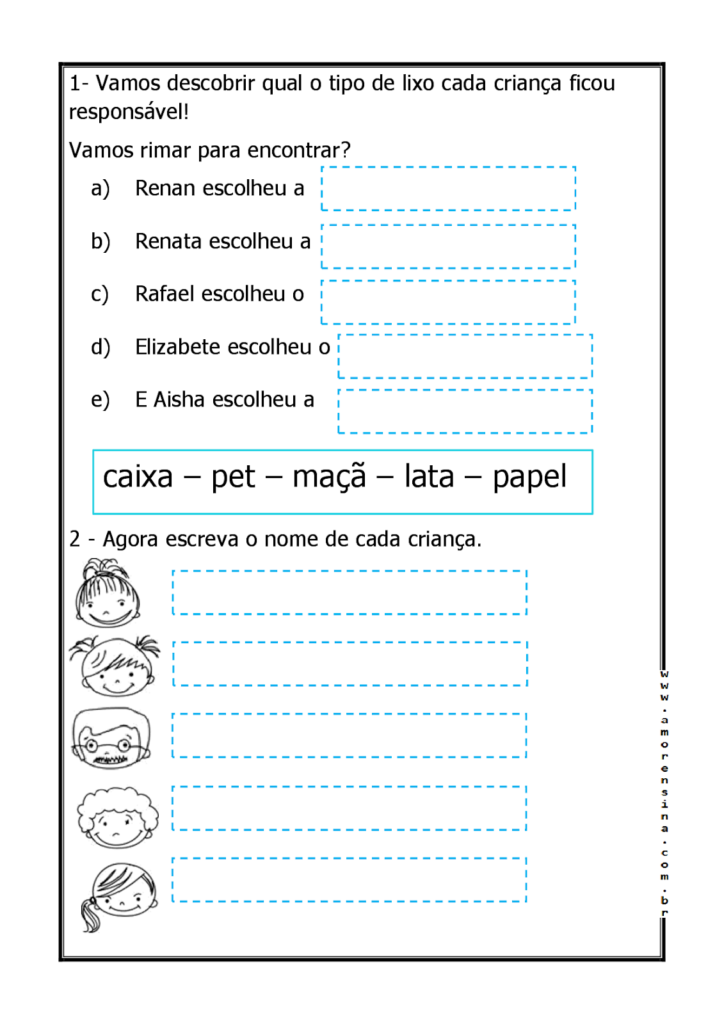 1- Vamos descobrir qual o tipo de lixo cada criança ficou
responsável!
Vamos rimar para encontrar?
a) Renan escolheu a
b) Renata escolheu a
c) Rafael escolheu o
d) Elizabete escolheu o
e) E Aisha escolheu a
caixa – pet – maçã – lata – papel
2 - Agora escreva o nome de cada criança.
www.amorensina.com.br